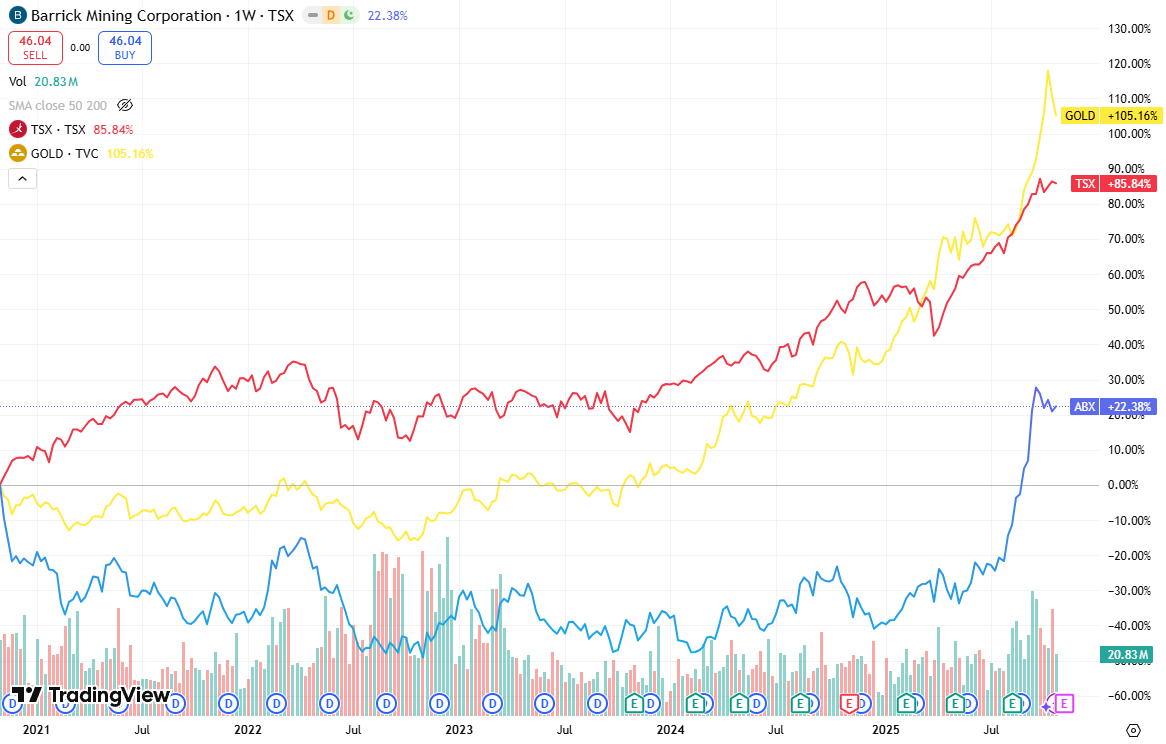 B Barrick Mining Corporation · 1W · TSX D 22.38%
46.04 SELL 0.00 46.04 BUY
Vol 20.83M
SMA close 50 200
TSX · TSX 85.84%
GOLD · TVC 105.16%
130.00%
120.00%
110.00%
GOLD +105.16%
100.00%
90.00%
TSX +85.84%
80.00%
70.00%
60.00%
50.00%
40.00%
30.00%
ABX +22.38%
20.00%
10.00%
0.00%
−10.00%
−20.00%
−30.00%
−40.00%
20.83M
−50.00%
−60.00%
TradingView
D D D D D D D D D D D D E D E D E D E E D E D E D E D E
2021 Jul 2022 Jul 2023 Jul 2024 Jul 2025 Jul